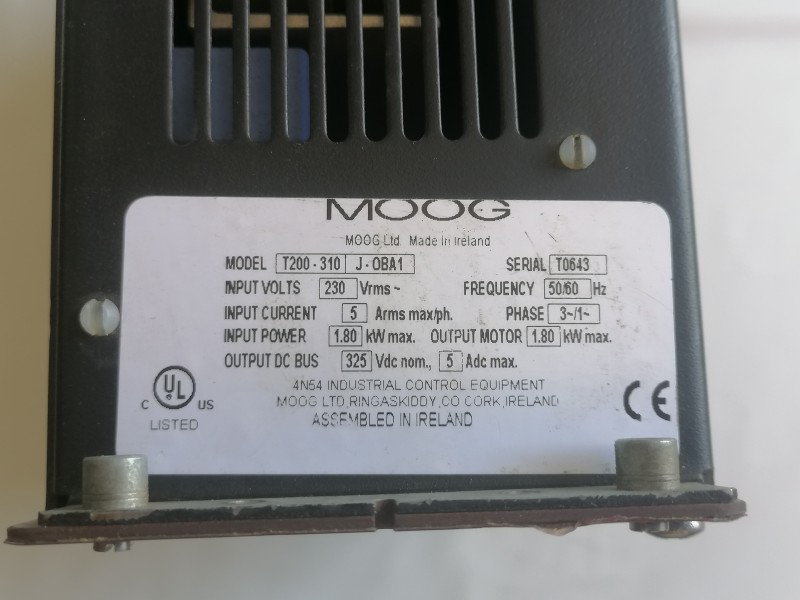 MOOG
MOOG Ltd. Made in Ireland
MODEL T200-310 J-OBA1 SERIAL T0643
INPUT VOLTS 230 Vrms~ FREQUENCY 50/60 Hz
INPUT CURRENT 5 Arms max/ph. PHASE 3~/1~
INPUT POWER 1.80 kW max. OUTPUT MOTOR 1.80 kW max.
OUTPUT DC BUS 325 Vdc nom., 5 Adc max.
4N54 INDUSTRIAL CONTROL EQUIPMENT
MOOG LTD,RINGASKIDDY,CO CORK,IRELAND
ASSEMBLED IN IRELAND
C UL US
LISTED
CE